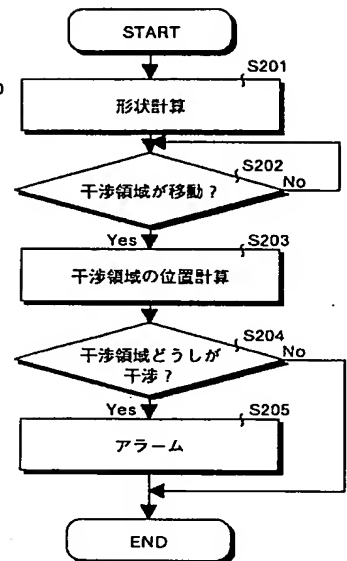 START
S201
形状計算
S202
干渉領域が移動?
No
Yes
S203
干渉領域の位置計算
S204
干渉領域どうしが
干渉?
No
Yes
S205
アラーム
END